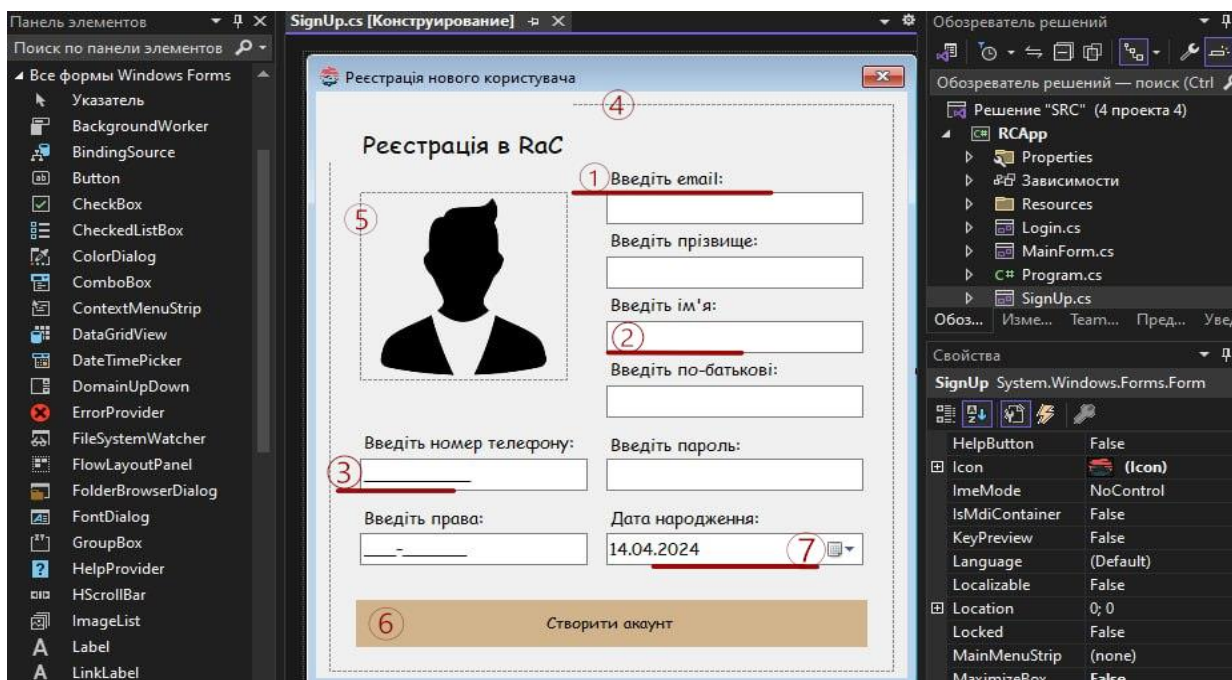 Панель элементов
Поиск по панели элементов
Все формы Windows Forms
Указатель
BackgroundWorker
BindingSource
Button
CheckBox
CheckedListBox
ColorDialog
ComboBox
ContextMenuStrip
DataGridView
DateTimePicker
DomainUpDown
ErrorProvider
FileSystemWatcher
FlowLayoutPanel
FolderBrowserDialog
FontDialog
GroupBox
HelpProvider
HScrollBar
ImageList
Label
LinkLabel
SignUp.cs [Конструирование]
Реєстрація нового користувача
4
Реєстрація в RaC
1 Введіть email:
5
Введіть прізвище:
Введіть ім'я:
2
Введіть по-батькові:
Введіть номер телефону:
3
Введіть пароль:
Введіть права:
___-______
Дата народження:
14.04.2024 7
6 Створити акаунт
Обозреватель решений
Обозреватель решений — поиск (Ctrl
Решение "SRC" (4 проекта 4)
C# RCApp
Properties
Зависимости
Resources
Login.cs
MainForm.cs
C# Program.cs
SignUp.cs
Обоз... Изме... Team... Пред... Уве
Свойства
SignUp System.Windows.Forms.Form
HelpButton False
Icon (Icon)
ImeMode NoControl
IsMdiContainer False
KeyPreview False
Language (Default)
Localizable False
Location 0; 0
Locked False
MainMenuStrip (none)
MaximizeBox False